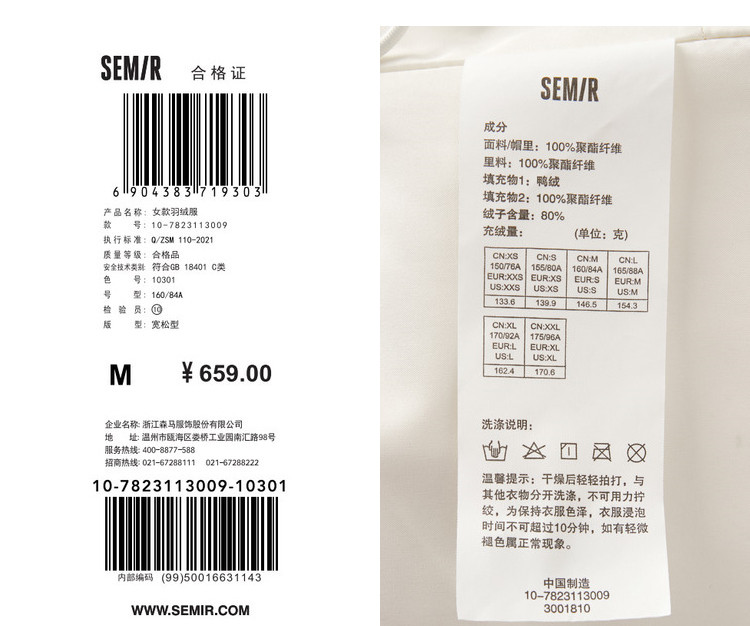 SEMIR 合格证
6 904383 719303
产品名称：女款羽绒服
款 号：10-7823113009
执行标准：Q/ZSM 110-2021
质量等级：合格品
安全技术类别：符合GB 18401 C类
色 号：10301
号 型：160/84A
检 验 员：⑩
版 型：宽松型
M ¥ 659.00
企业名称：浙江森马服饰股份有限公司
地 址：温州市瓯海区娄桥工业园南汇路98号
服务热线：400-8877-588
招商热线：021-67288111 021-67288222
10-7823113009-10301
内部编码 (99)50016631143
WWW.SEMIR.COM
SEMIR
成分
面料/帽里：100%聚酯纤维
里料：100%聚酯纤维
填充物1：鸭绒
填充物2：100%聚酯纤维
绒子含量：80%
充绒量： (单位：克)
CN:XS CN:S CN:M CN:L
150/76A 155/80A 160/84A 165/88A
EUR:XXS EUR:XS EUR:S EUR:M
US:XXS US:XS US:S US:M
133.6 139.9 146.5 154.3
CN:XL CN:XXL
170/92A 175/96A
EUR:L EUR:XL
US:L US:XL
162.4 170.6
洗涤说明：
温馨提示：干燥后轻轻拍打，与
其他衣物分开洗涤，不可用力拧
绞，为保持衣服色泽，衣服浸泡
时间不可超过10分钟，如有轻微
褪色属正常现象。
中国制造
10-7823113009
3001810